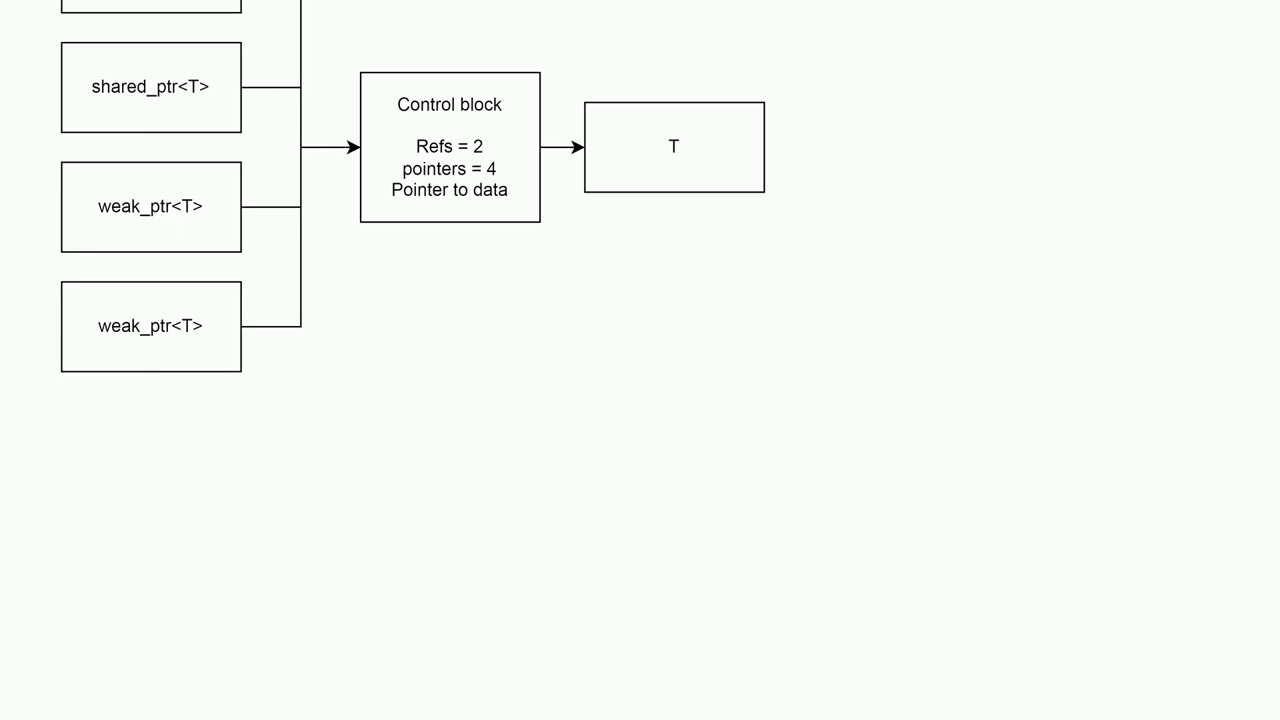 shared_ptr<T>
Control block
Refs = 2
pointers = 4
Pointer to data
T
weak_ptr<T>
weak_ptr<T>